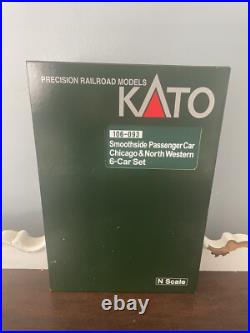 PRECISION RAILROAD MODELS
KATO
106-093
Smoothside Passenger Car
Chicago & North Western
6-Car Set
N Scale